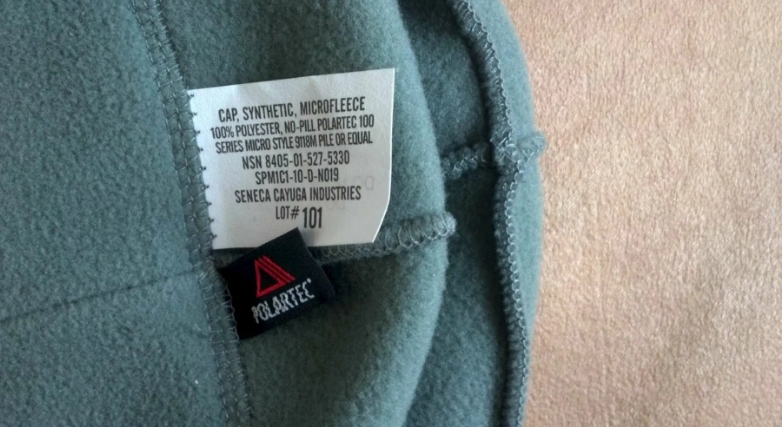 CAP, SYNTHETIC, MICROFLEECE
100% POLYESTER, NO-PILL POLARTEC 100
SERIES MICRO STYLE 9118M PILE OR EQUAL
NSN 8405-01-527-5330
SPM1C1-10-D-N019
SENECA CAYUGA INDUSTRIES
LOT# 101
POLARTEC®